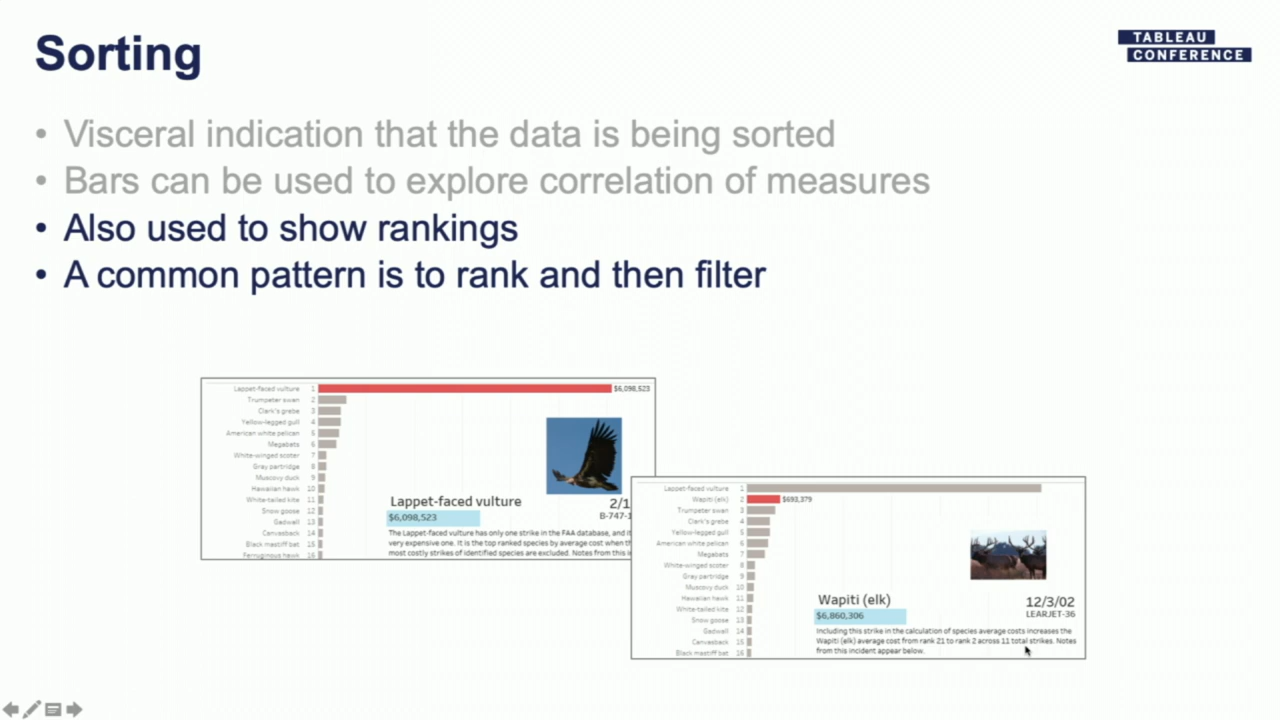 Sorting
TABLEAU
CONFERENCE
• Visceral indication that the data is being sorted
• Bars can be used to explore correlation of measures
• Also used to show rankings
• A common pattern is to rank and then filter
Lappet-faced vulture 1 $6,098,523
Trumpeter swan 2
Clark's grebe 3
Yellow-legged gull 4
American white pelican 5
Megabats 6
White-winged scoter 7
Gray partridge 8
Muscovy duck 9
Hawaiian hawk 10
White-tailed kite 11
Snow goose 12
Gadwall 13
Canvasback 14
Black mastiff bat 15
Ferruginous hawk 16
Lappet-faced vulture
2/1
$6,098,523
B-747-1
The Lappet-faced vulture has only one strike in the FAA database, and it
very expensive one. It is the top ranked species by average cost when th
most costly strikes of identified species are excluded. Notes from this i
Lappet-faced vulture 1
Wapiti (elk) 2 $693,379
Trumpeter swan 3
Clark's grebe 4
Yellow-legged gull 5
American white pelican 6
Megabats 7
White-winged scoter 8
Gray partridge 9
Muscovy duck 10
Hawaiian hawk 11
White-tailed kite 12
Snow goose 13
Gadwall 14
Canvasback 15
Black mastiff bat 16
Wapiti (elk)
12/3/02
$6,860,306
LEARJET-36
Including this strike in the calculation of species average costs increases the
Wapiti (elk) average cost from rank 21 to rank 2 across 11 total strikes. Notes
from this incident appear below.